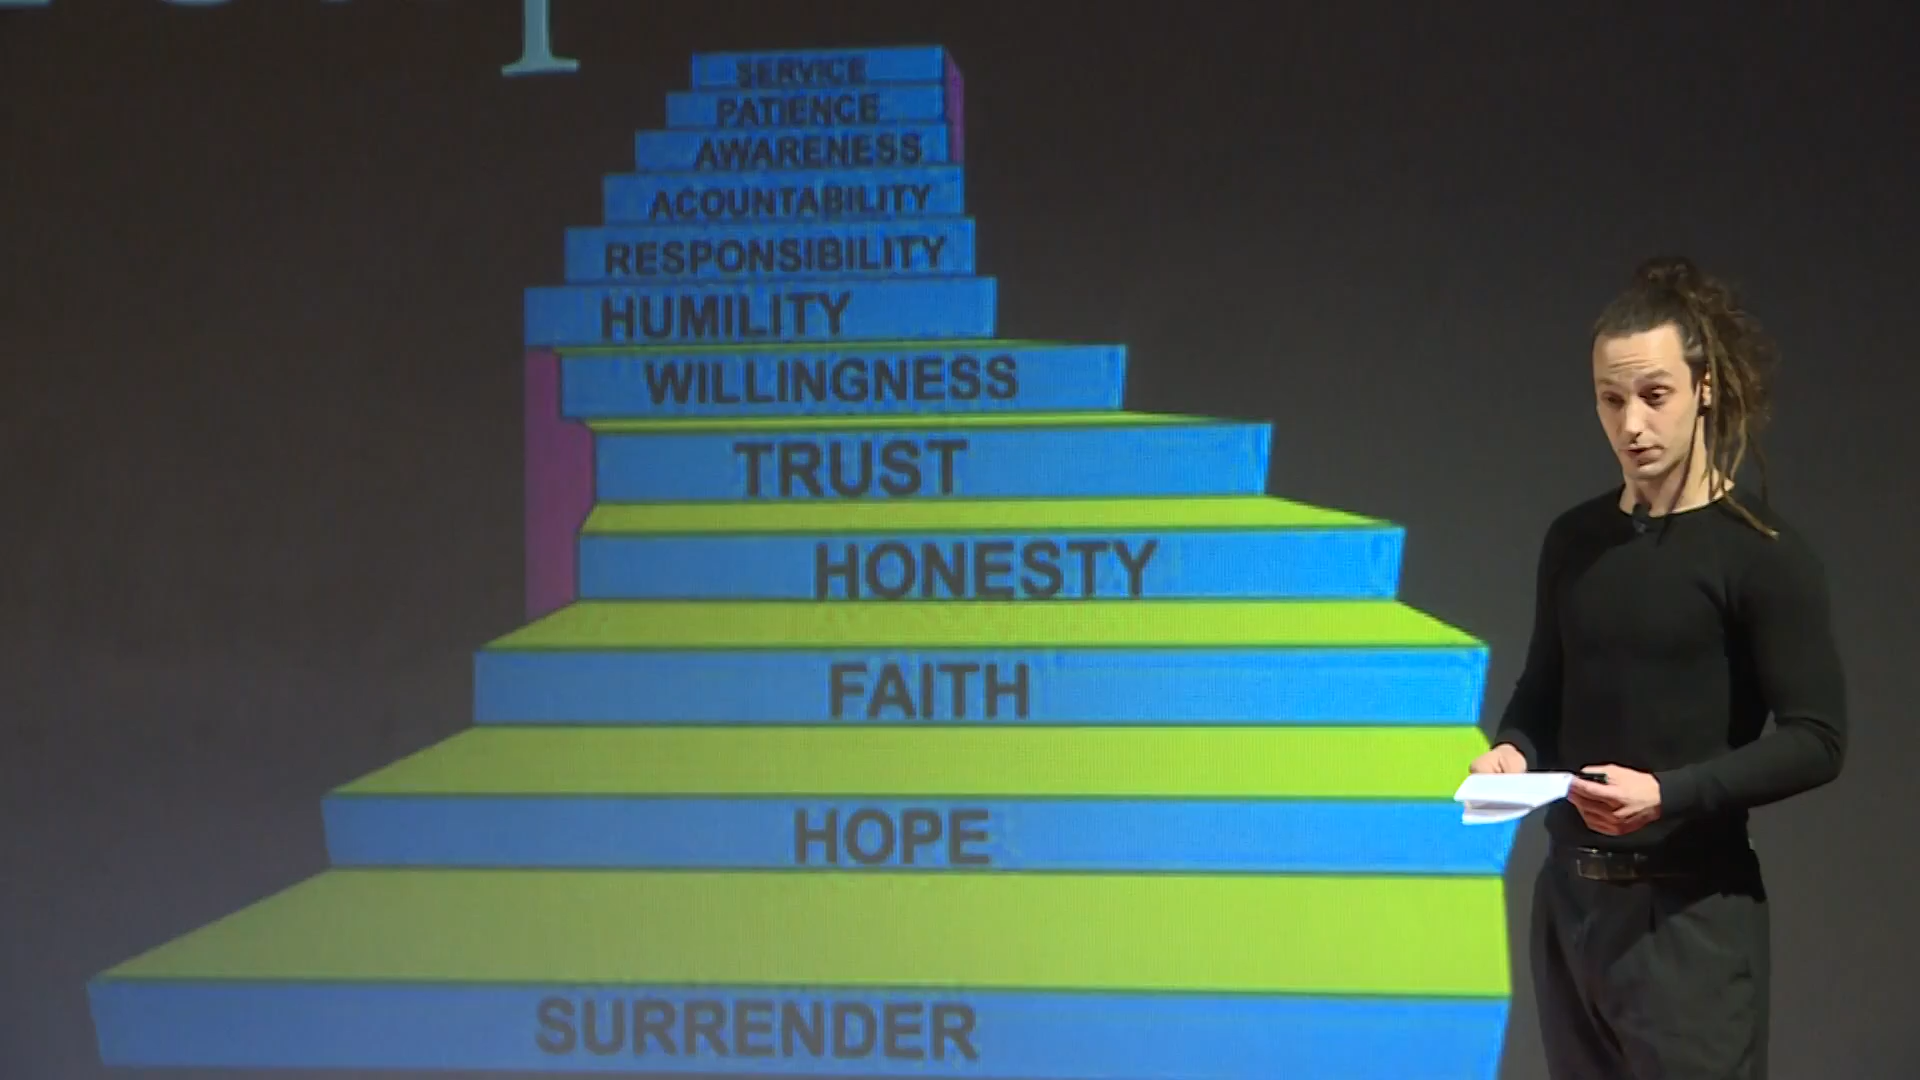 SERVICE
PATIENCE
AWARENESS
ACOUNTABILITY
RESPONSIBILITY
HUMILITY
WILLINGNESS
TRUST
HONESTY
FAITH
HOPE
SURRENDER